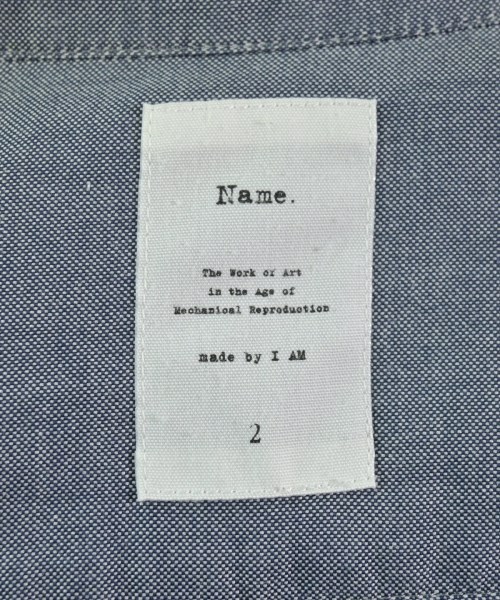 Name.
The Work of Art
in the Age of
Mechanical Reproduction
made by I AM
2